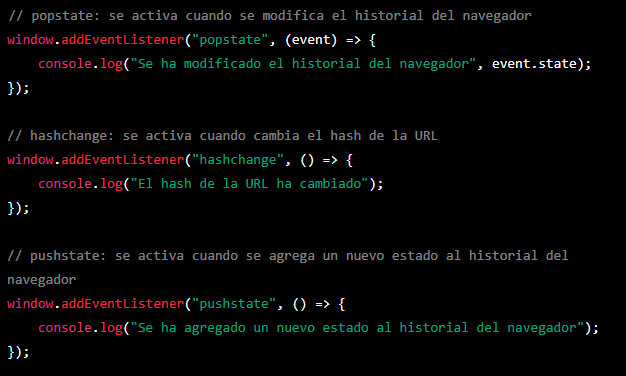 // popstate: se activa cuando se modifica el historial del navegador
window.addEventListener("popstate", (event) => {
    console.log("Se ha modificado el historial del navegador", event.state);
});

// hashchange: se activa cuando cambia el hash de la URL
window.addEventListener("hashchange", () => {
    console.log("El hash de la URL ha cambiado");
});

// pushstate: se activa cuando se agrega un nuevo estado al historial del
navegador
window.addEventListener("pushstate", () => {
    console.log("Se ha agregado un nuevo estado al historial del navegador");
});